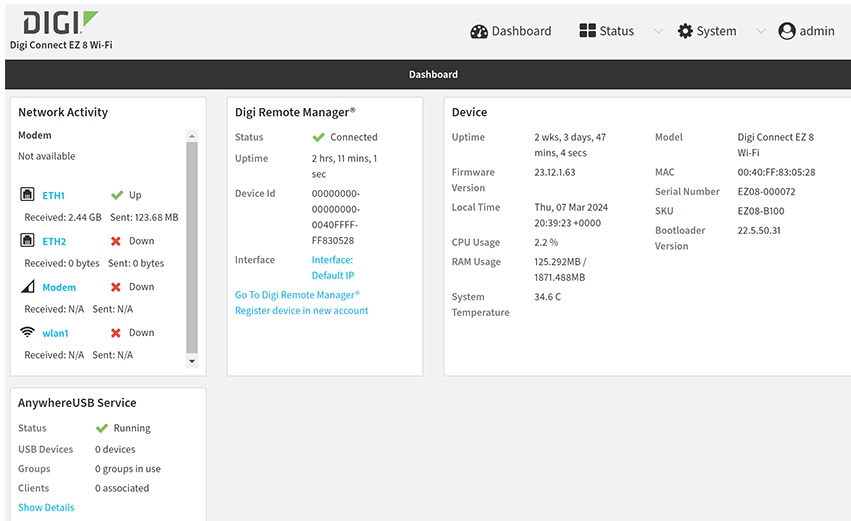 DIGI
Digi Connect EZ 8 Wi-Fi
Dashboard
Status
System
admin
Dashboard
Network Activity
Modem
Not available
ETH1 Up
Received: 2.44 GB Sent: 123.68 MB
ETH2 Down
Received: 0 bytes Sent: 0 bytes
Modem Down
Received: N/A Sent: N/A
wlan1 Down
Received: N/A Sent: N/A
Digi Remote Manager®
Status Connected
Uptime 2 hrs, 11 mins, 1
sec
Device Id 00000000-
00000000-
0040FFFF-
FF830528
Interface Interface:
Default IP
Go To Digi Remote Manager®
Register device in new account
Device
Uptime 2 wks, 3 days, 47
mins, 4 secs
Firmware 23.12.1.63
Version
Local Time Thu, 07 Mar 2024
20:39:23 +0000
CPU Usage 2.2 %
RAM Usage 125.292MB /
1871.488MB
System 34.6 C
Temperature
Model Digi Connect EZ 8
Wi-Fi
MAC 00:40:FF:83:05:28
Serial Number EZ08-000072
SKU EZ08-B100
Bootloader 22.5.50.31
Version
AnywhereUSB Service
Status Running
USB Devices 0 devices
Groups 0 groups in use
Clients 0 associated
Show Details